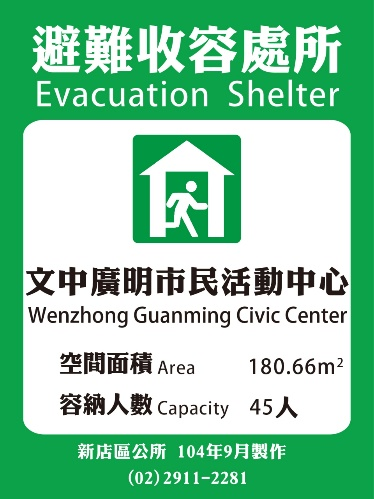 避難收容處所
Evacuation Shelter
文中廣明市民活動中心
Wenzhong Guanming Civic Center
空間面積 Area 180.66m²
容納人數 Capacity 45人
新店區公所 104年9月製作
(02)2911-2281